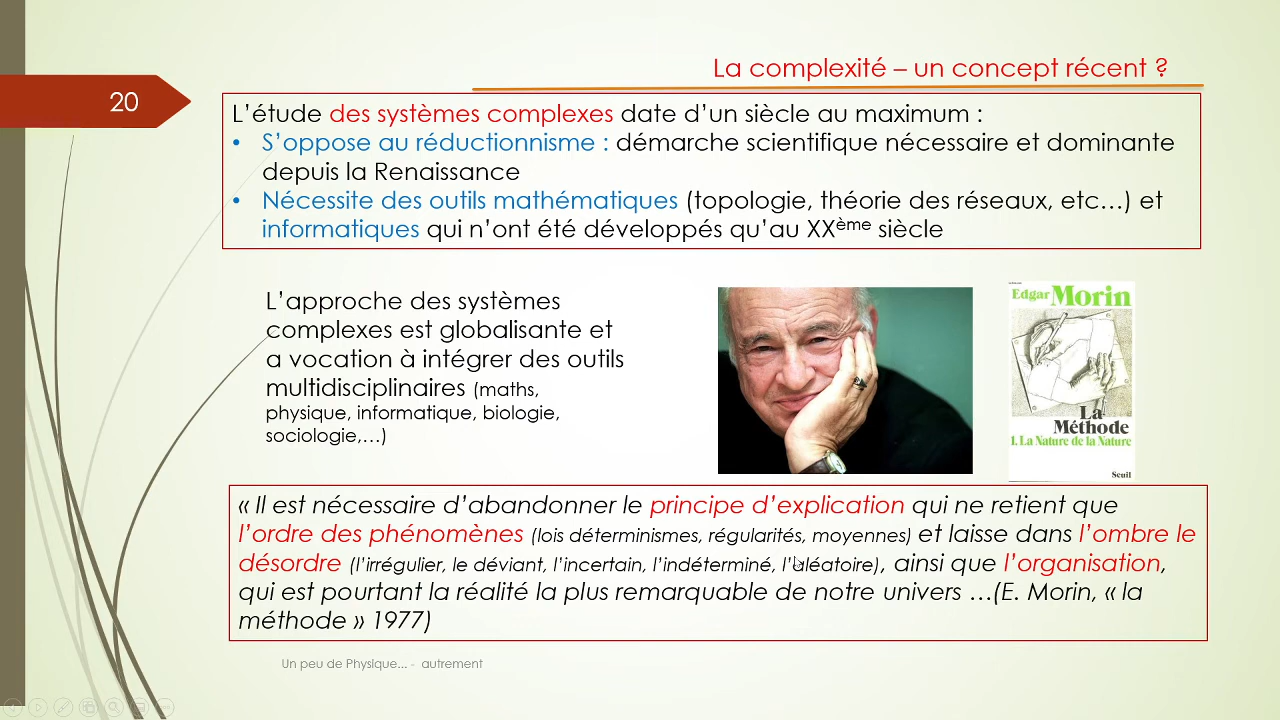 La complexité – un concept récent ?
20
L'étude des systèmes complexes date d'un siècle au maximum :
• S'oppose au réductionnisme : démarche scientifique nécessaire et dominante
depuis la Renaissance
• Nécessite des outils mathématiques (topologie, théorie des réseaux, etc…) et
informatiques qui n'ont été développés qu'au XXème siècle
L'approche des systèmes
complexes est globalisante et
a vocation à intégrer des outils
multidisciplinaires (maths,
physique, informatique, biologie,
sociologie,…)
Edgar Morin
La
Méthode
1. La Nature de la Nature
Seuil
« Il est nécessaire d'abandonner le principe d'explication qui ne retient que
l'ordre des phénomènes (lois déterminismes, régularités, moyennes) et laisse dans l'ombre le
désordre (l'irrégulier, le déviant, l'incertain, l'indéterminé, l'aléatoire), ainsi que l'organisation,
qui est pourtant la réalité la plus remarquable de notre univers …(E. Morin, « la
méthode » 1977)
Un peu de Physique... - autrement